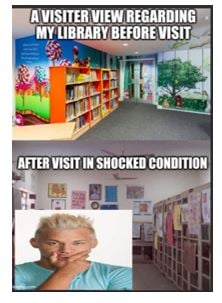 A VISITER VIEW REGARDING
MY LIBRARY BEFORE VISIT
AFTER VISIT IN SHOCKED CONDITION